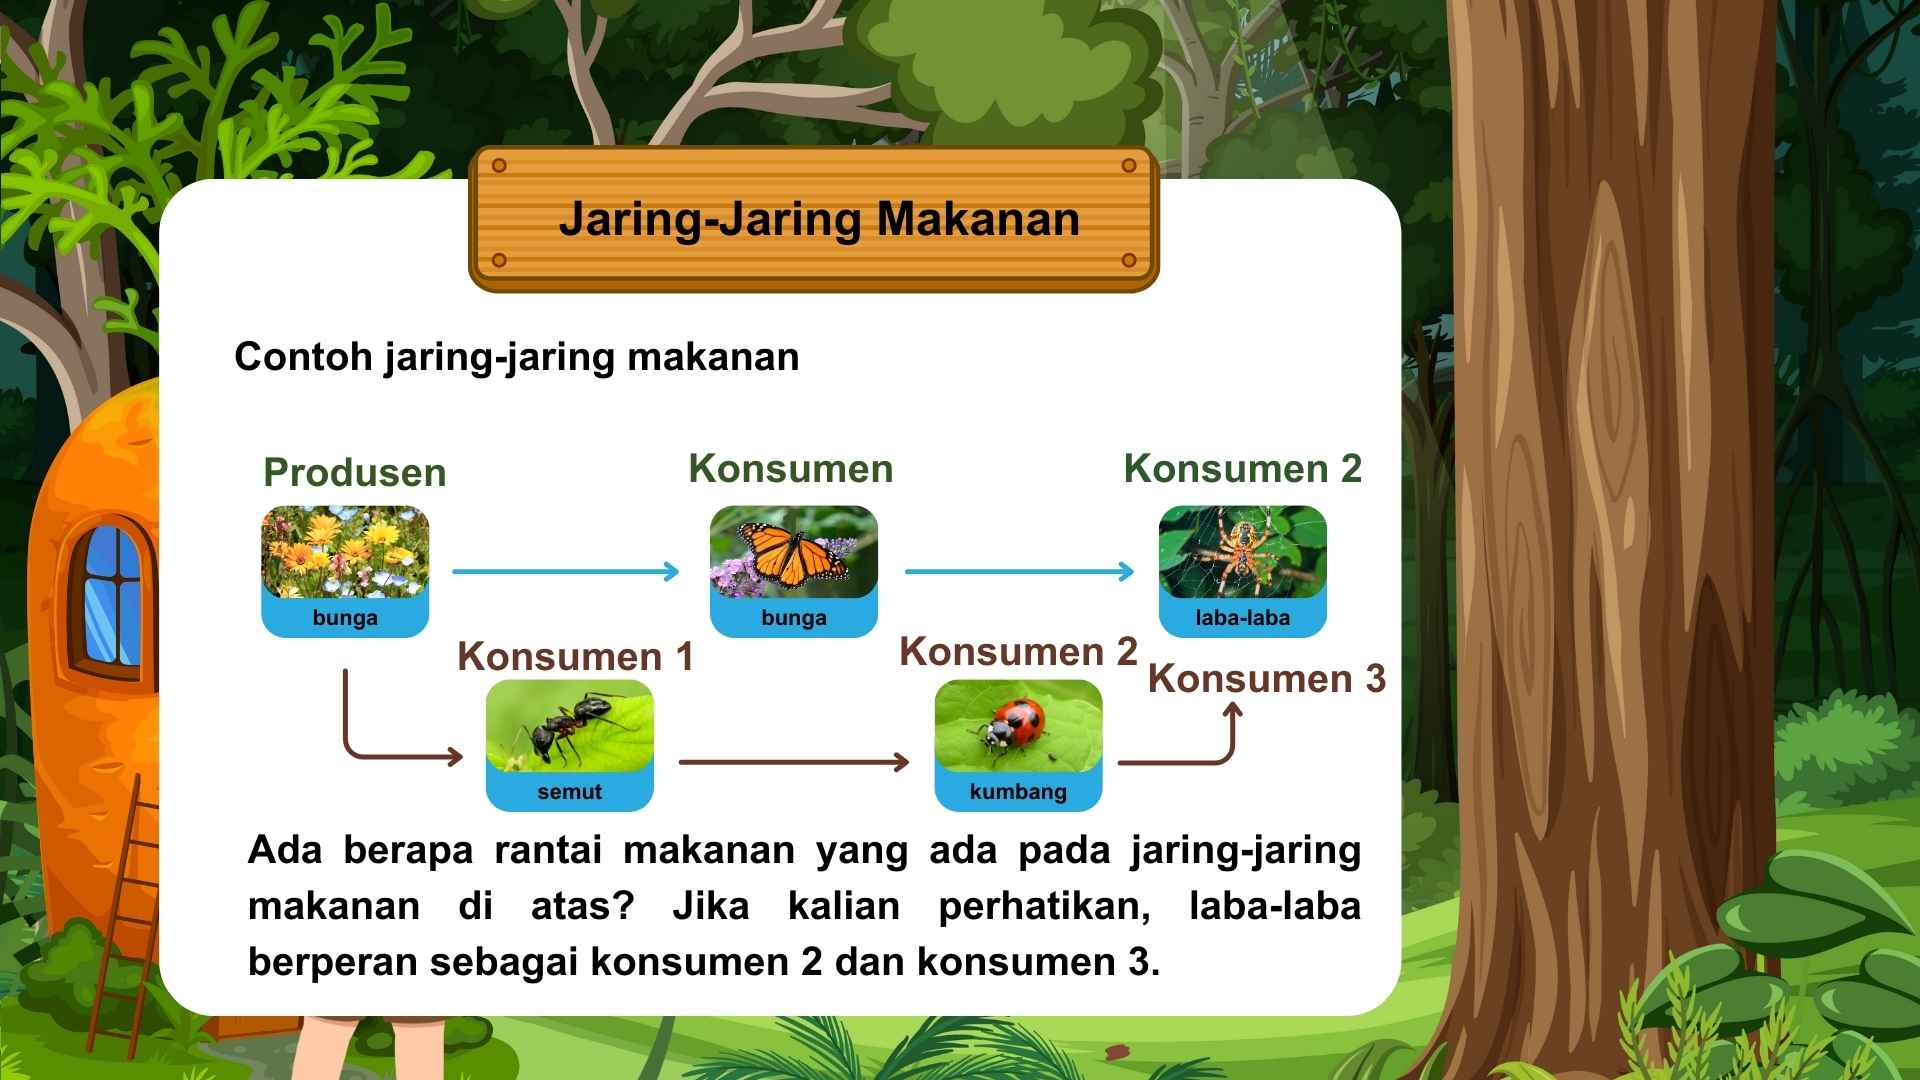 Jaring-Jaring Makanan
Contoh jaring-jaring makanan
Produsen
Konsumen
Konsumen 2
bunga
bunga
laba-laba
Konsumen 1
Konsumen 2
Konsumen 3
semut
kumbang
Ada berapa rantai makanan yang ada pada jaring-jaring
makanan di atas? Jika kalian perhatikan, laba-laba
berperan sebagai konsumen 2 dan konsumen 3.